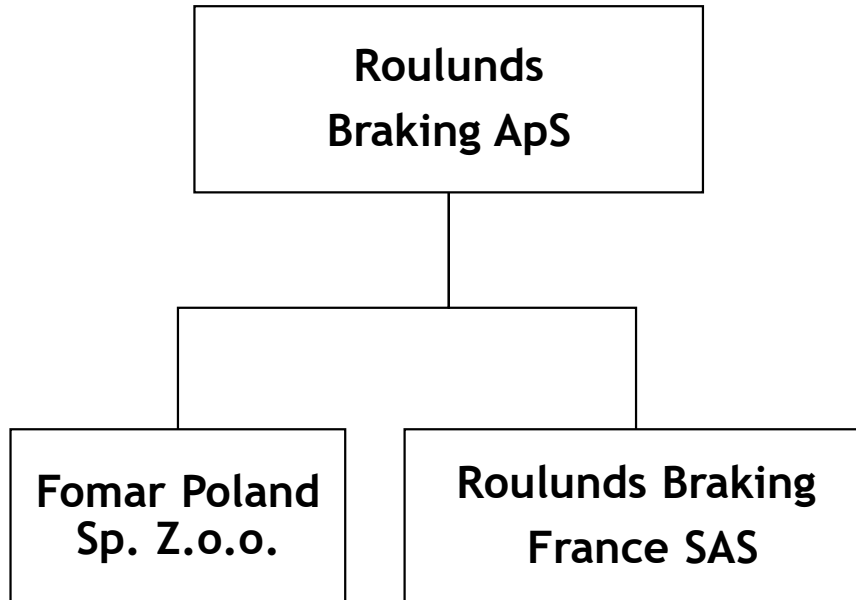 Roulunds
Braking ApS
Fomar Poland
Sp. Z.o.o.
Roulunds Braking
France SAS